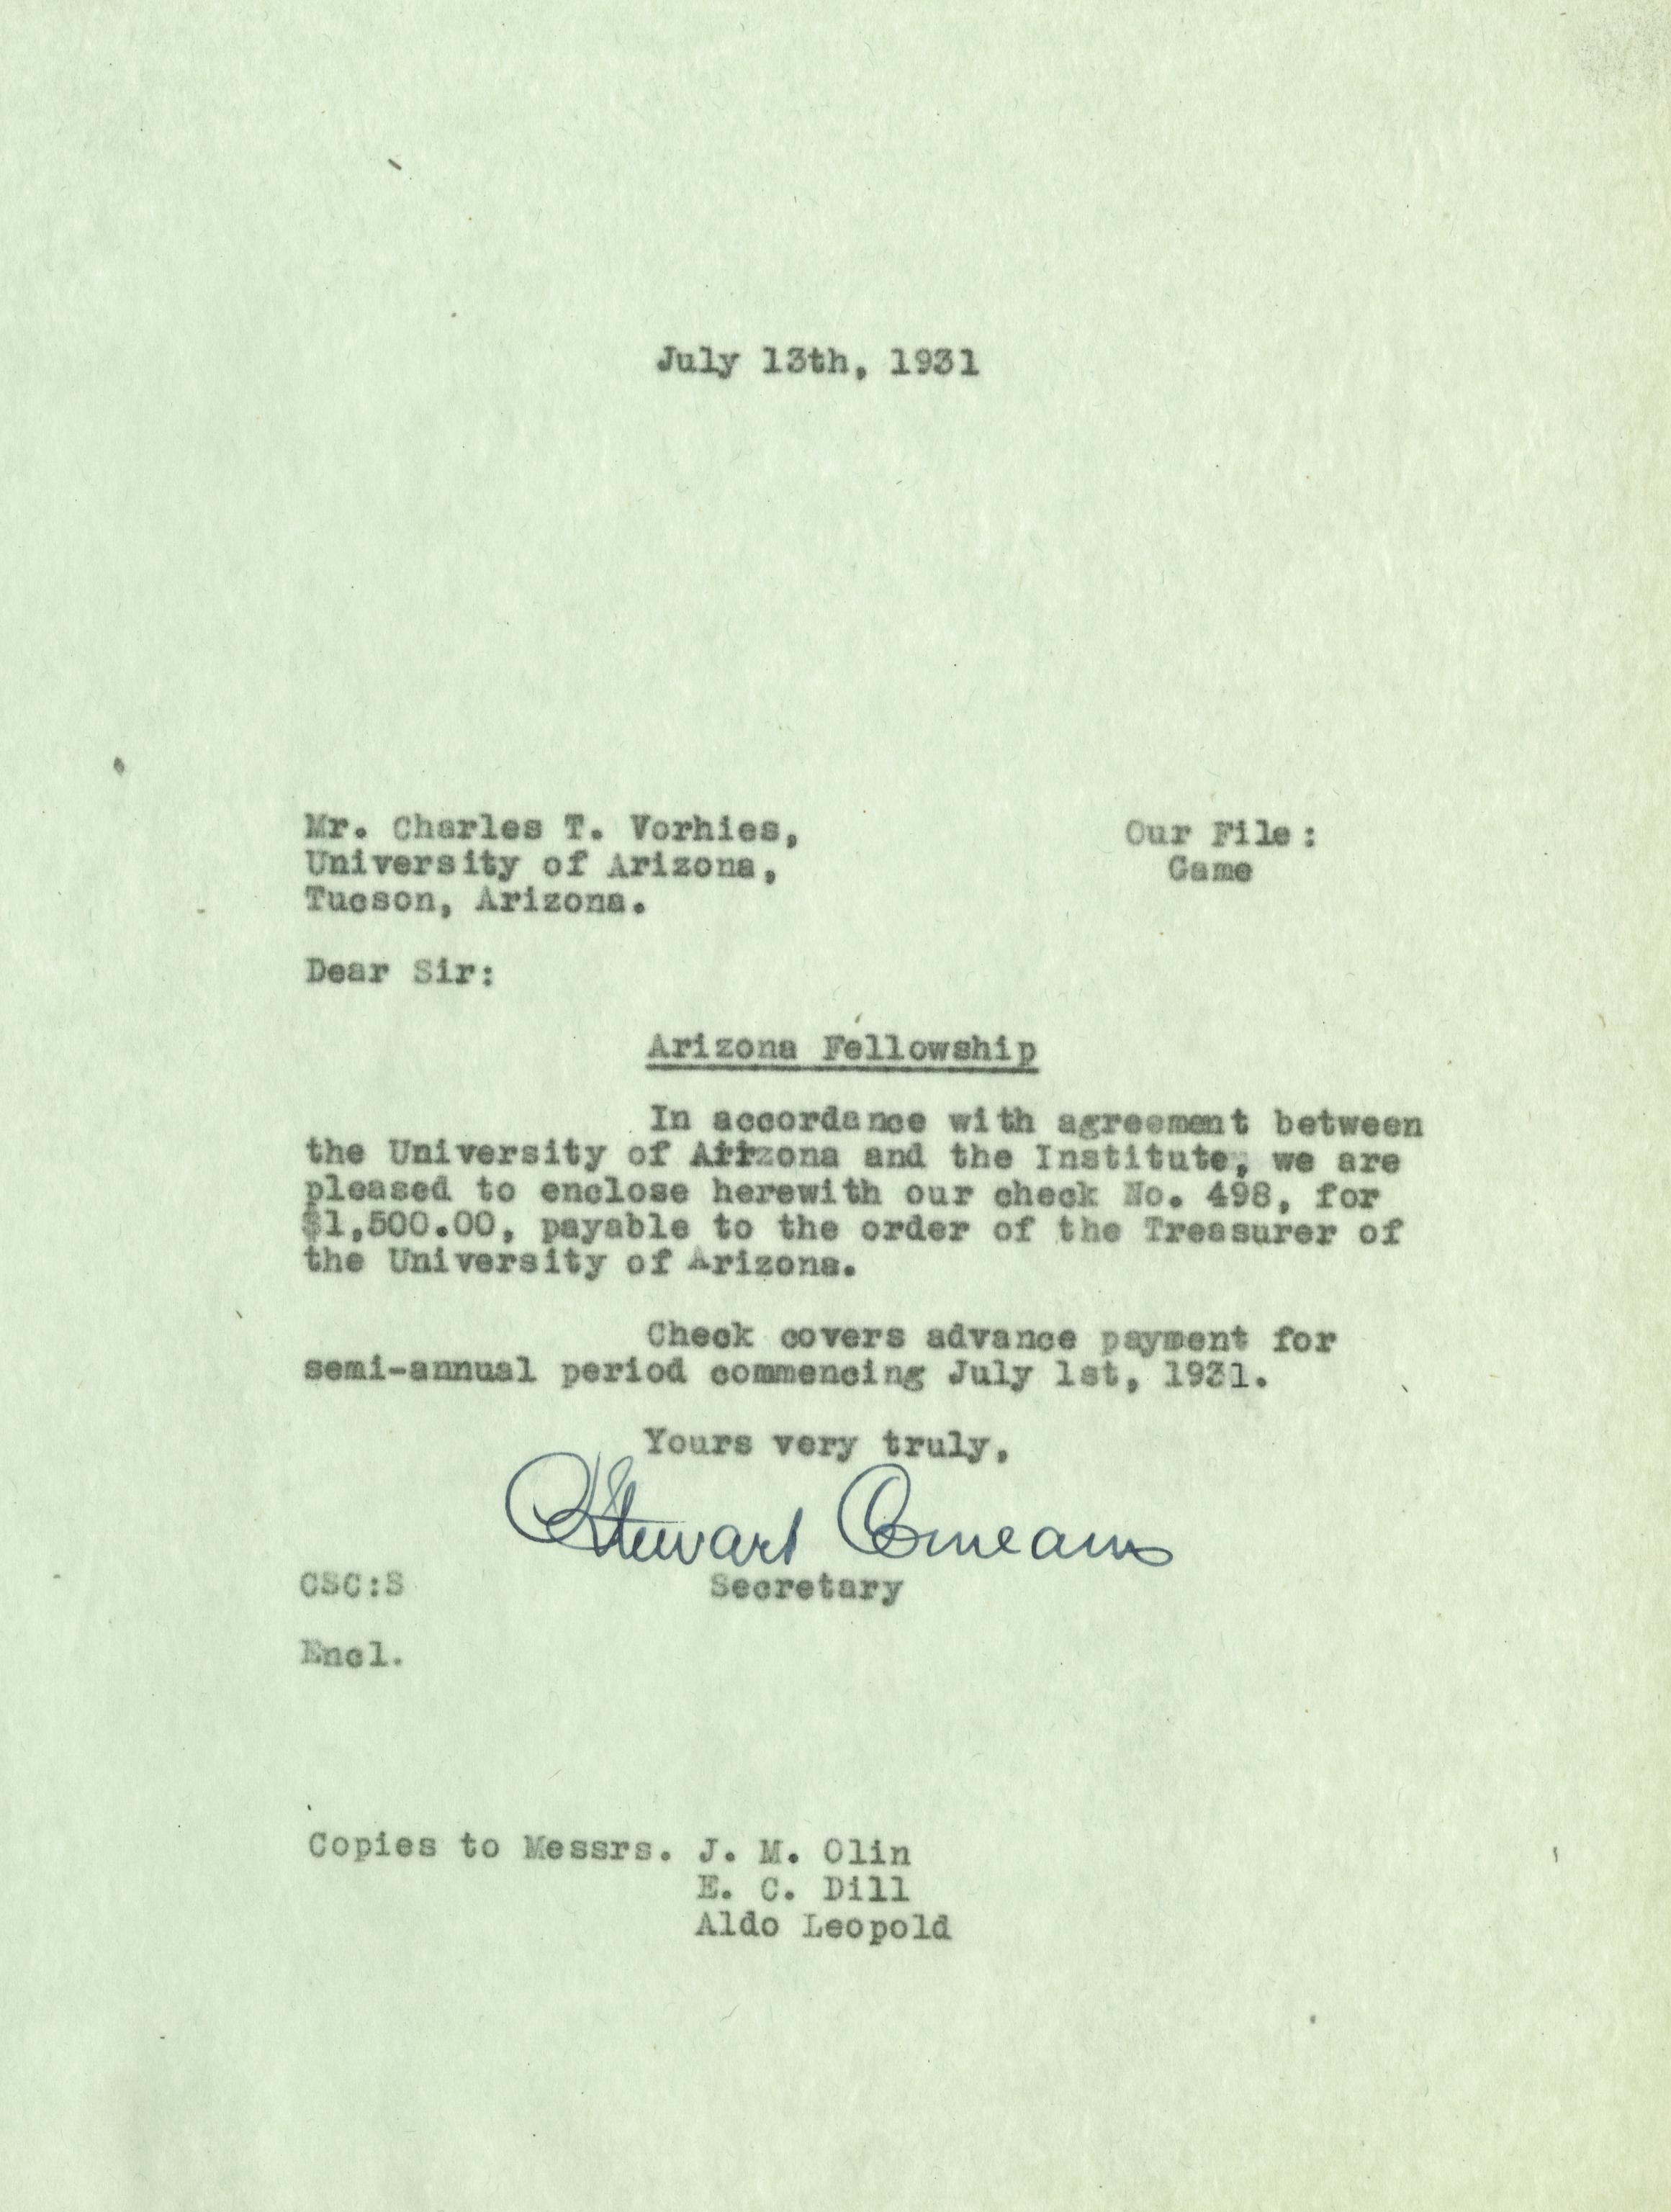 July 13th, 1931
Mr. Charles T. Vorhies,
University of Arizona,
Tucson, Arizona.
Our File:
Game
Dear Sir:
Arizona Fellowship
In accordance with agreement between
the University of Arizona and the Institute, we are
pleased to enclose herewith our check No. 498, for
$1,500.00, payable to the order of the Treasurer of
the University of Arizona.
Check covers advance payment for
semi-annual period commencing July 1st, 1931.
Yours very truly,
C Stewart Comeaux
Secretary
CSC:S
Encl.
Copies to Messrs. J. M. Olin
E. C. Dill
Aldo Leopold